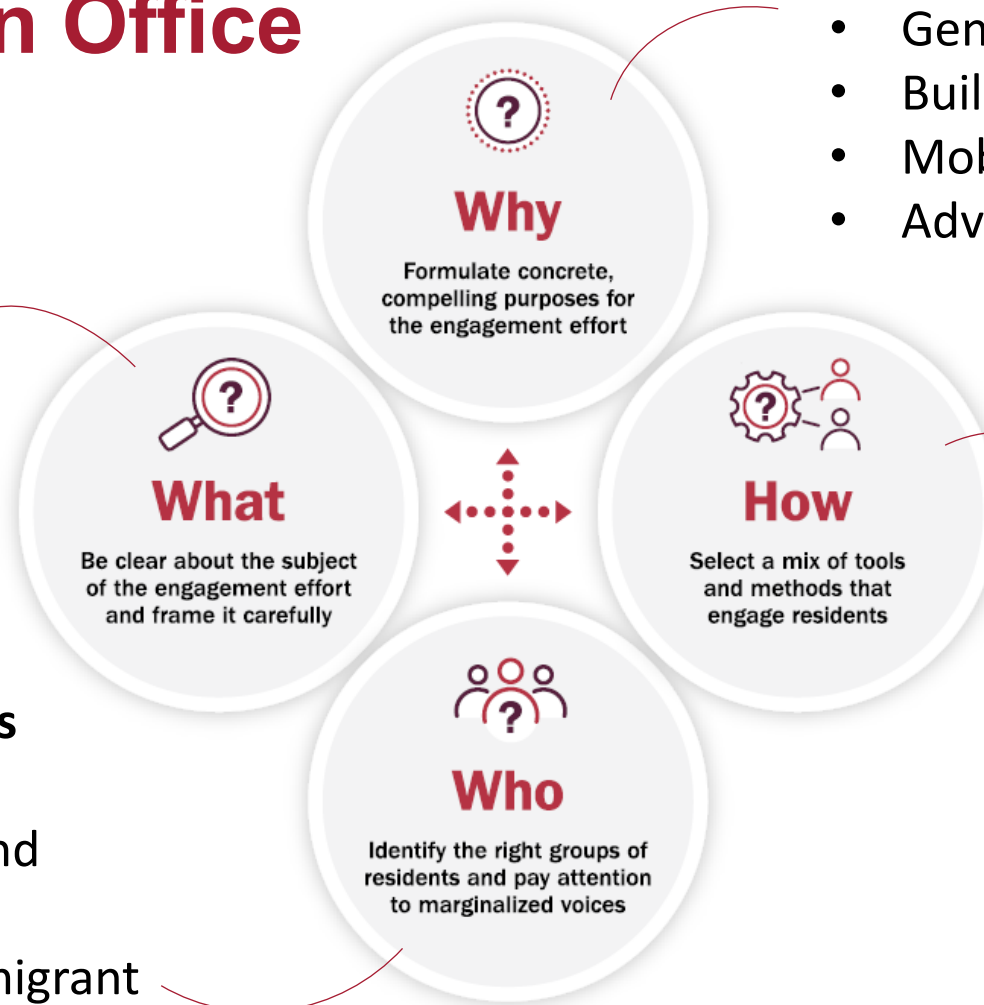 n Office
Gen
Buil
Mob
Adv
?
Why
Formulate concrete,
compelling purposes for
the engagement effort
?
What
Be clear about the subject
of the engagement effort
and frame it carefully
?
How
Select a mix of tools
and methods that
engage residents
?
Who
Identify the right groups of
residents and pay attention
to marginalized voices
s
nd
nigrant